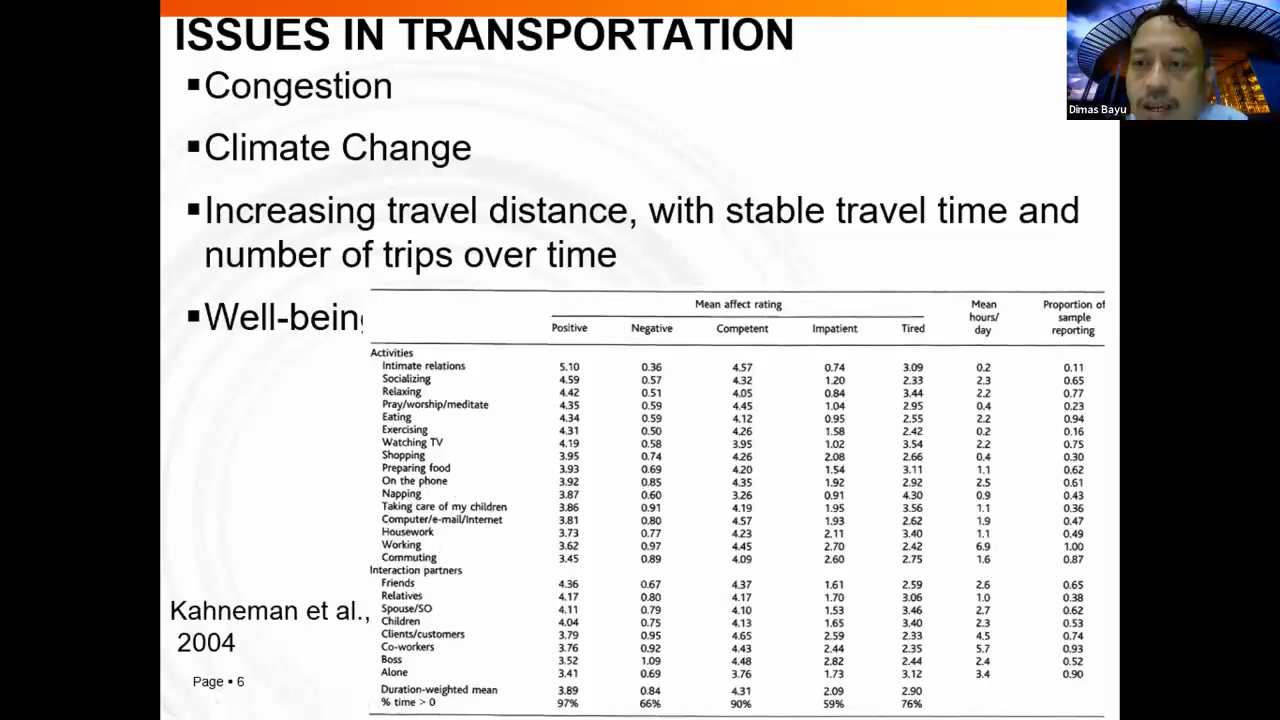 ISSUES IN TRANSPORTATION
Dimas Bayu
▪Congestion
▪Climate Change
▪Increasing travel distance, with stable travel time and
number of trips over time
▪Well-being
Mean affect rating Mean hours/ day Proportion of sample reporting
Positive Negative Competent Impatient Tired
Activities
Intimate relations 5.10 0.36 4.57 0.74 3.09 0.2 0.11
Socializing 4.59 0.57 4.32 1.20 2.33 2.3 0.65
Relaxing 4.42 0.51 4.05 0.84 3.44 2.2 0.77
Pray/worship/meditate 4.35 0.59 4.45 1.04 2.95 0.4 0.23
Eating 4.34 0.59 4.12 0.95 2.55 2.2 0.94
Exercising 4.31 0.50 4.26 1.58 2.42 0.2 0.16
Watching TV 4.19 0.58 3.95 1.02 3.54 2.2 0.75
Shopping 3.95 0.74 4.26 2.08 2.66 0.4 0.30
Preparing food 3.93 0.69 4.20 1.54 3.11 1.1 0.62
On the phone 3.92 0.85 4.35 1.92 2.92 2.5 0.61
Napping 3.87 0.60 3.26 0.91 4.30 0.9 0.43
Taking care of my children 3.86 0.91 4.19 1.95 3.56 1.1 0.36
Computer/e-mail/Internet 3.81 0.80 4.57 1.93 2.62 1.9 0.47
Housework 3.73 0.77 4.23 2.11 3.40 1.1 0.49
Working 3.62 0.97 4.45 2.70 2.42 6.9 1.00
Commuting 3.45 0.89 4.09 2.60 2.75 1.6 0.87
Interaction partners
Friends 4.36 0.67 4.37 1.61 2.59 2.6 0.65
Relatives 4.17 0.80 4.17 1.70 3.06 1.0 0.38
Spouse/SO 4.11 0.79 4.10 1.53 3.46 2.7 0.62
Children 4.04 0.75 4.13 1.65 3.40 2.3 0.53
Clients/customers 3.79 0.95 4.65 2.59 2.33 4.5 0.74
Co-workers 3.76 0.92 4.43 2.44 2.35 5.7 0.93
Boss 3.52 1.09 4.48 2.82 2.44 2.4 0.52
Alone 3.41 0.69 3.76 1.73 3.12 3.4 0.90
Duration-weighted mean 3.89 0.84 4.31 2.09 2.90
% time > 0 97% 66% 90% 59% 76%
Kahneman et al.,
2004
Page ▪ 6